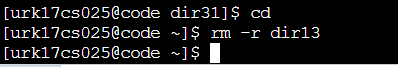 [urk17cs025@code dir31]$ cd
[urk17cs025@code ~]$ rm -r dir13
[urk17cs025@code ~]$